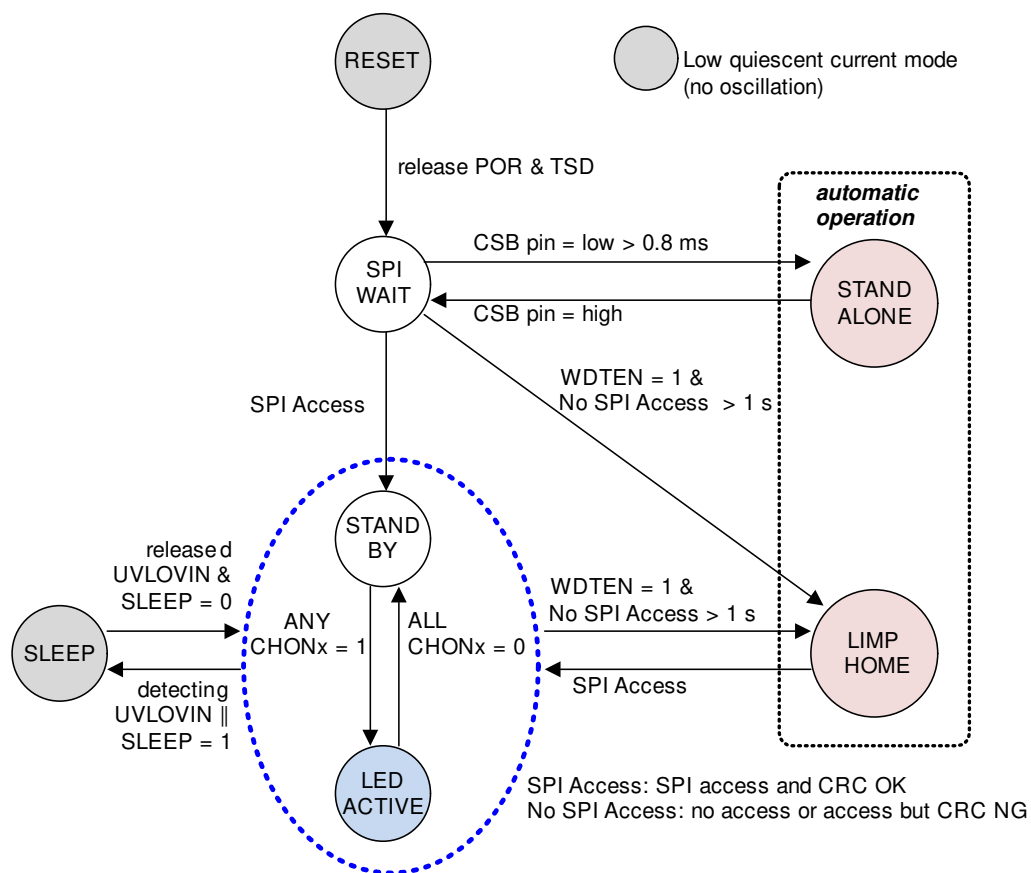 RESET
Low quiescent current mode
(no oscillation)
release POR & TSD
automatic
operation
CSB pin = low > 0.8 ms
SPI
WAIT
STAND
ALONE
CSB pin = high
WDTEN = 1 &
No SPI Access > 1 s
SPI Access
STAND
BY
released
UVLOVIN &
SLEEP = 0
WDTEN = 1 &
No SPI Access > 1 s
ANY
CHONx = 1
ALL
CHONx = 0
SLEEP
LIMP
HOME
SPI Access
detecting
UVLOVIN ||
SLEEP = 1
LED
ACTIVE
SPI Access: SPI access and CRC OK
No SPI Access: no access or access but CRC NG